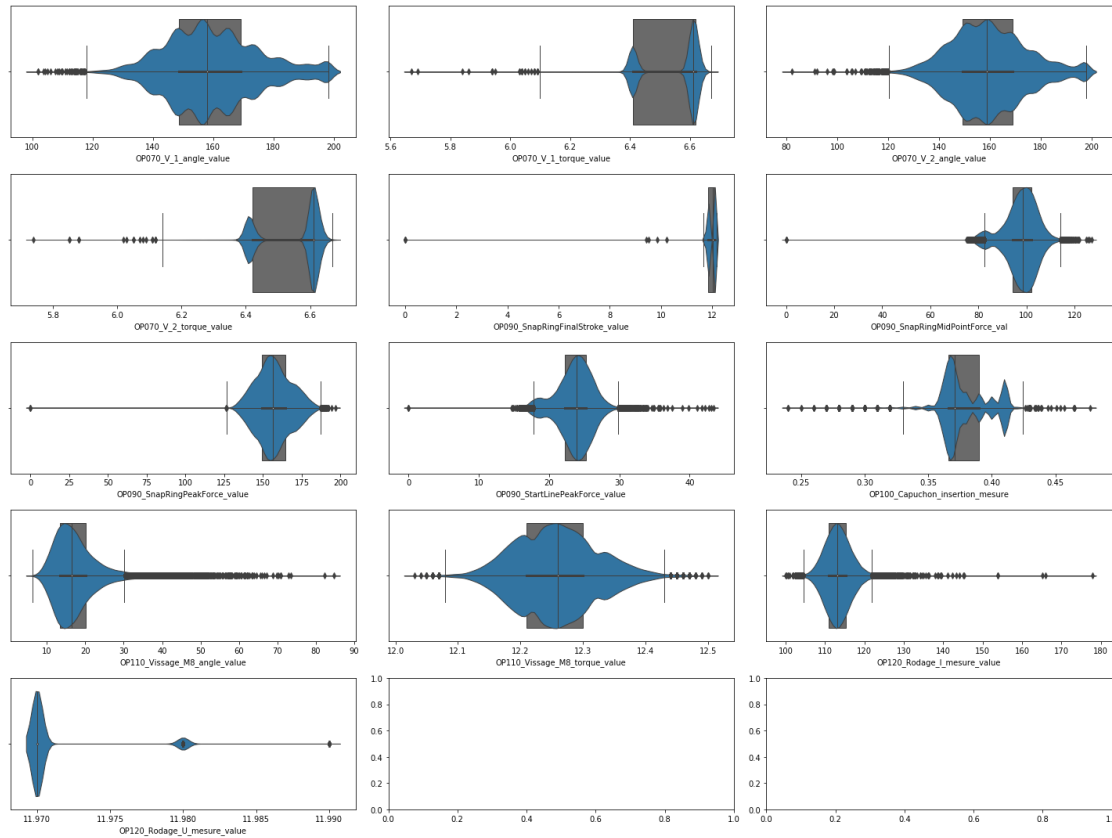 100 120 140 160 180 200
OP070_V_1_angle_value
5.6 5.8 6.0 6.2 6.4 6.6
OP070_V_1_torque_value
80 100 120 140 160 180 200
OP070_V_2_angle_value
5.8 6.0 6.2 6.4 6.6
OP070_V_2_torque_value
0 2 4 6 8 10 12
OP090_SnapRingFinalStroke_value
0 20 40 60 80 100 120
OP090_SnapRingMidPointForce_val
0 25 50 75 100 125 150 175 200
OP090_SnapRingPeakForce_value
0 10 20 30 40
OP090_StartLinePeakForce_value
0.25 0.30 0.35 0.40 0.45
OP100_Capuchon_insertion_mesure
10 20 30 40 50 60 70 80 90
OP110_Vissage_M8_angle_value
12.0 12.1 12.2 12.3 12.4 12.5
OP110_Vissage_M8_torque_value
100 110 120 130 140 150 160 170 180
OP120_Rodage_I_mesure_value
11.970 11.975 11.980 11.985 11.990
OP120_Rodage_U_mesure_value
1.0
0.8
0.6
0.4
0.2
0.0
0.0 0.2 0.4 0.6 0.8 1.0
1.0
0.8
0.6
0.4
0.2
0.0
0.0 0.2 0.4 0.6 0.8 1.0